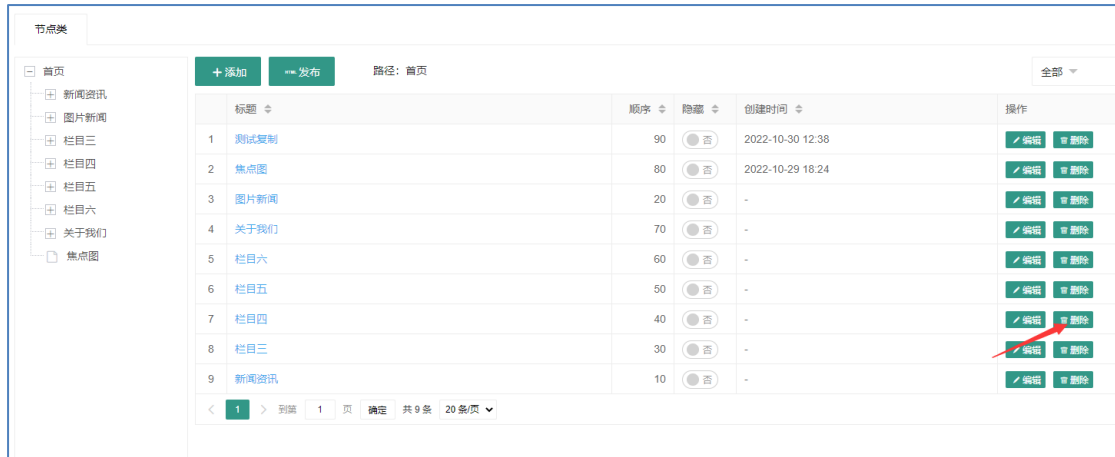 节点类
首页
新闻资讯
图片新闻
栏目三
栏目四
栏目五
栏目六
关于我们
焦点图
添加 HTML 发布 路径：首页 全部
标题 顺序 隐藏 创建时间 操作
1 测试复制 90 否 2022-10-30 12:38 编辑 删除
2 焦点图 80 否 2022-10-29 18:24 编辑 删除
3 图片新闻 20 否 - 编辑 删除
4 关于我们 70 否 - 编辑 删除
5 栏目六 60 否 - 编辑 删除
6 栏目五 50 否 - 编辑 删除
7 栏目四 40 否 - 编辑 删除
8 栏目三 30 否 - 编辑 删除
9 新闻资讯 10 否 - 编辑 删除
1 到第 1 页 确定 共 9 条 20 条/页